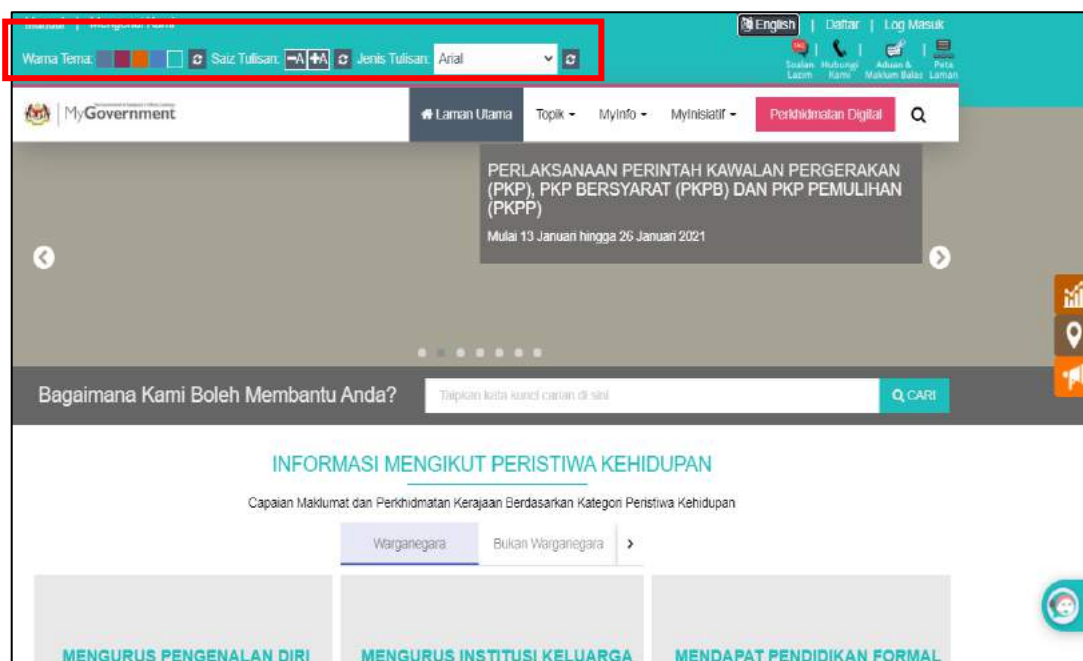 Manual | Mengenai Kami
English | Daftar | Log Masuk
Warna Tema: Saiz Tulisan: -A +A Jenis Tulisan: Arial
Soalan Lazim | Hubungi Kami | Aduan & Maklum Balas | Peta Laman
MyGovernment
Laman Utama Topik MyInfo MyInisiatif Perkhidmatan Digital
PERLAKSANAAN PERINTAH KAWALAN PERGERAKAN
(PKP), PKP BERSYARAT (PKPB) DAN PKP PEMULIHAN
(PKPP)
Mulai 13 Januari hingga 26 Januari 2021
Bagaimana Kami Boleh Membantu Anda? Taipkan kata kunci carian di sini CARI
INFORMASI MENGIKUT PERISTIWA KEHIDUPAN
Capaian Maklumat dan Perkhidmatan Kerajaan Berdasarkan Kategori Peristiwa Kehidupan
Warganegara Bukan Warganegara
MENGURUS PENGENALAN DIRI MENGURUS INSTITUSI KELUARGA MENDAPAT PENDIDIKAN FORMAL